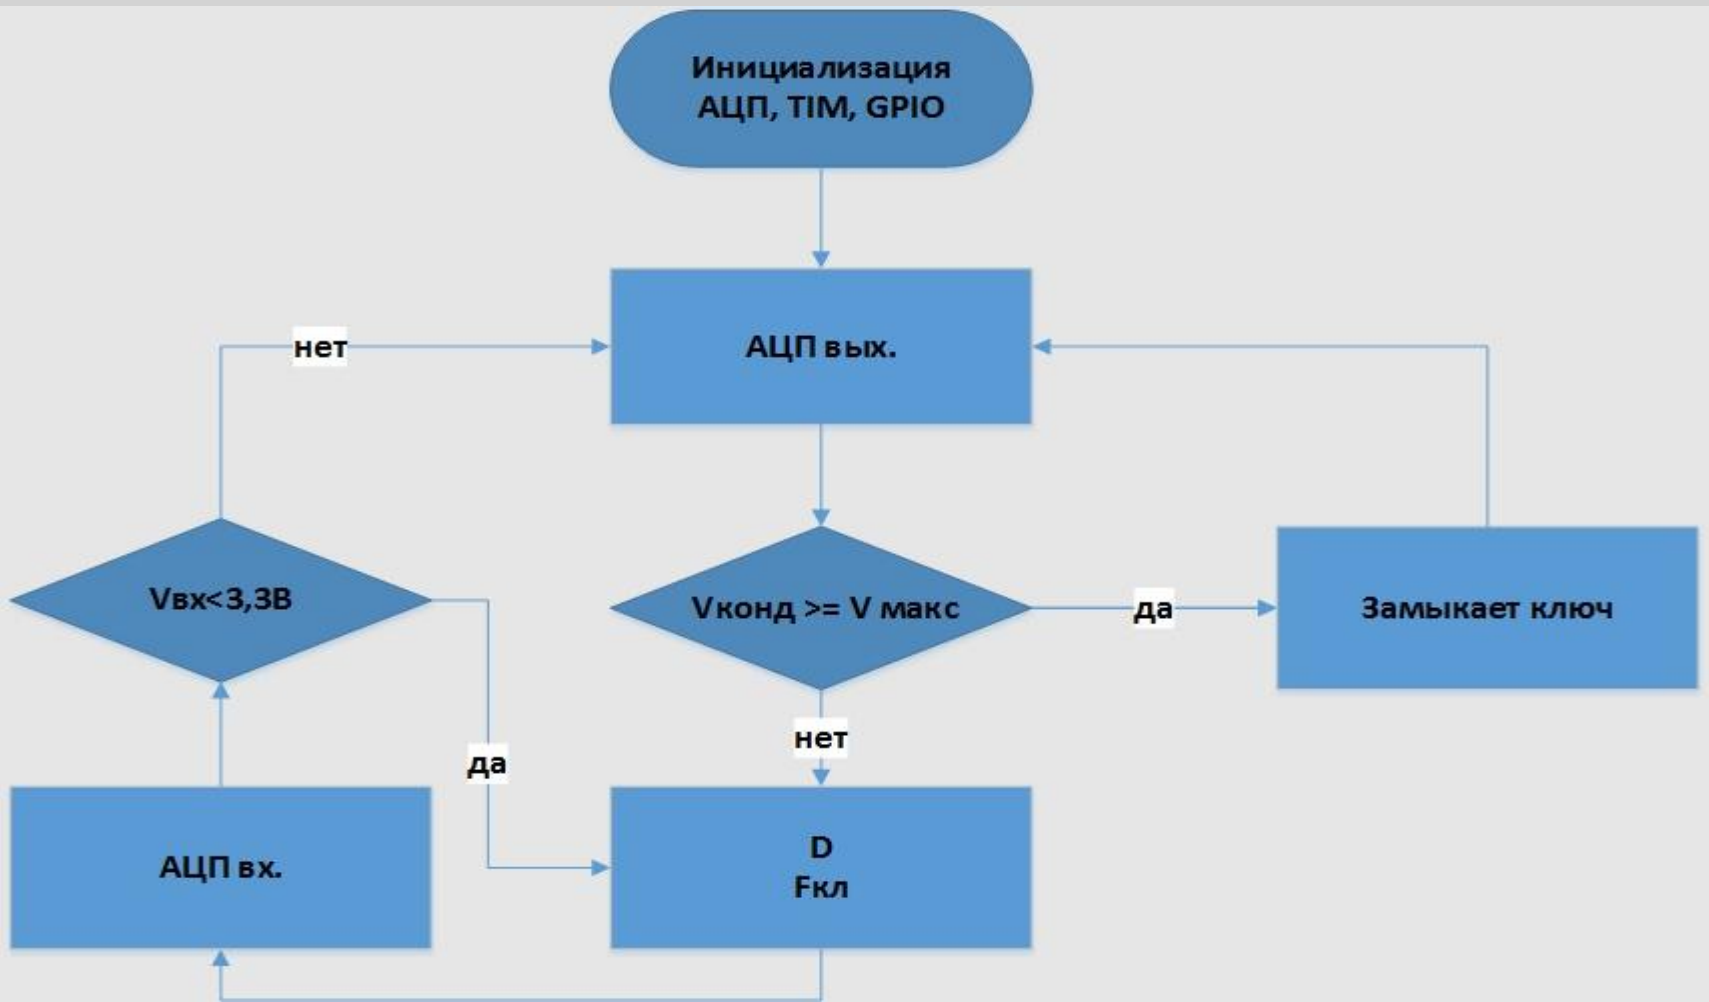 Инициализация
АЦП, TIM, GPIO
АЦП вых.
нет
Vвх<3,3В
Vконд >= V макс
да
Замыкает ключ
нет
да
АЦП вх.
D
Fкл